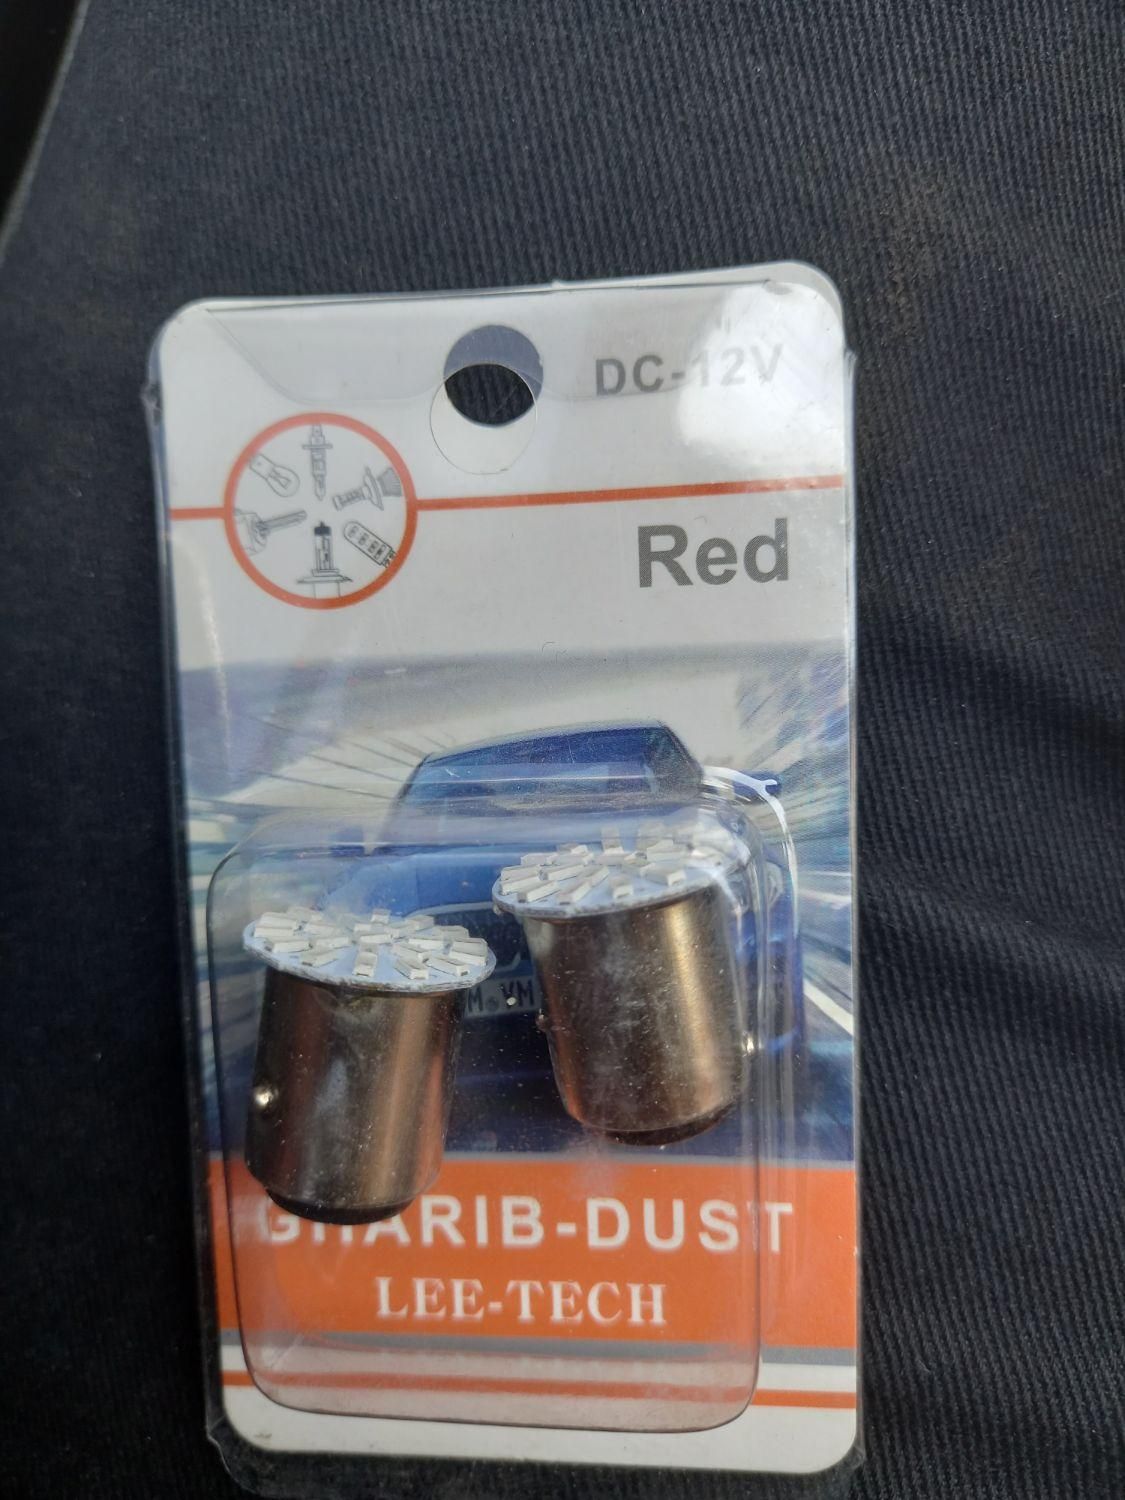 DC-12V
Red
GHARIB-DUST
LEE-TECH